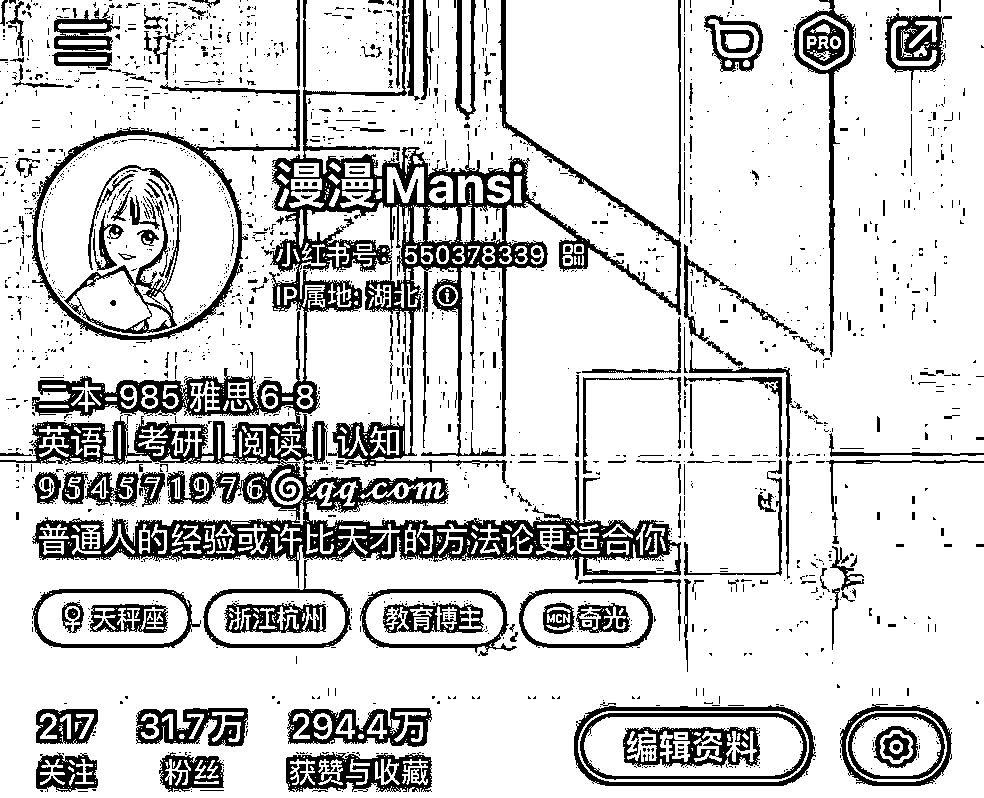 PRO
漫漫Mansi
小红书号: 550378339
IP属地: 湖北
二本-985 雅思6-8
英语 | 考研 | 阅读 | 认知
954571976🌀.qq.com
普通人的经验或许比天才的方法论更适合你
天秤座 浙江杭州 教育博主 MCN 奇光
217 31.7万 294.4万
关注 粉丝 获赞与收藏
编辑资料